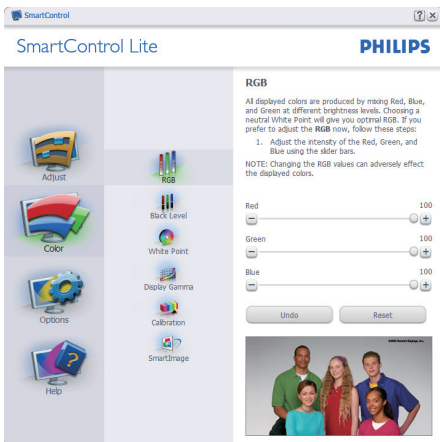 SmartControl
SmartControl Lite
PHILIPS
Adjust
Color
Options
Help
RGB
Black Level
White Point
Display Gamma
Calibration
SmartImage
RGB
All displayed colors are produced by mixing Red, Blue,
and Green at different brightness levels. Choosing a
neutral White Point will give you optimal RGB. If you
prefer to adjust the RGB now, follow these steps:
1. Adjust the intensity of the Red, Green, and
Blue using the slider bars.
NOTE: Changing the RGB values can adversely effect
the displayed colors.
Red 100
Green 100
Blue 100
Undo Reset